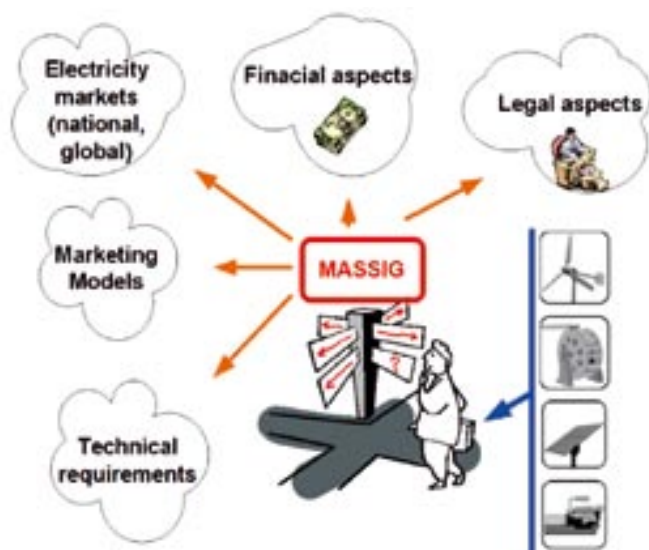 Electricity
markets
(national,
global)
Finacial aspects
Legal aspects
Marketing
Models
MASSIG
?
Technical
requirements